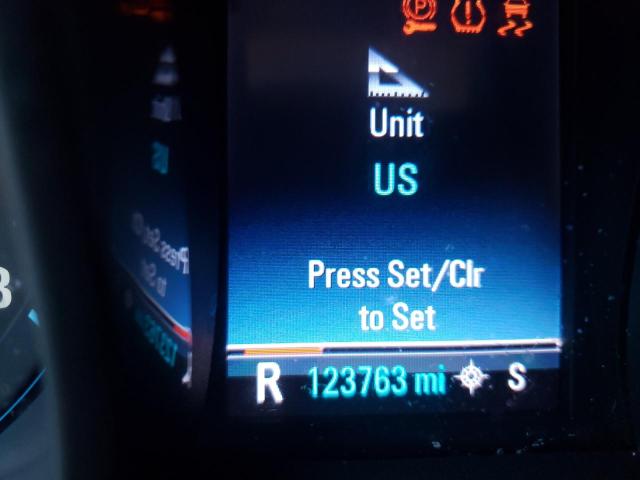 P
Unit
US
Press Set/Clr
to Set
R 123763 mi S